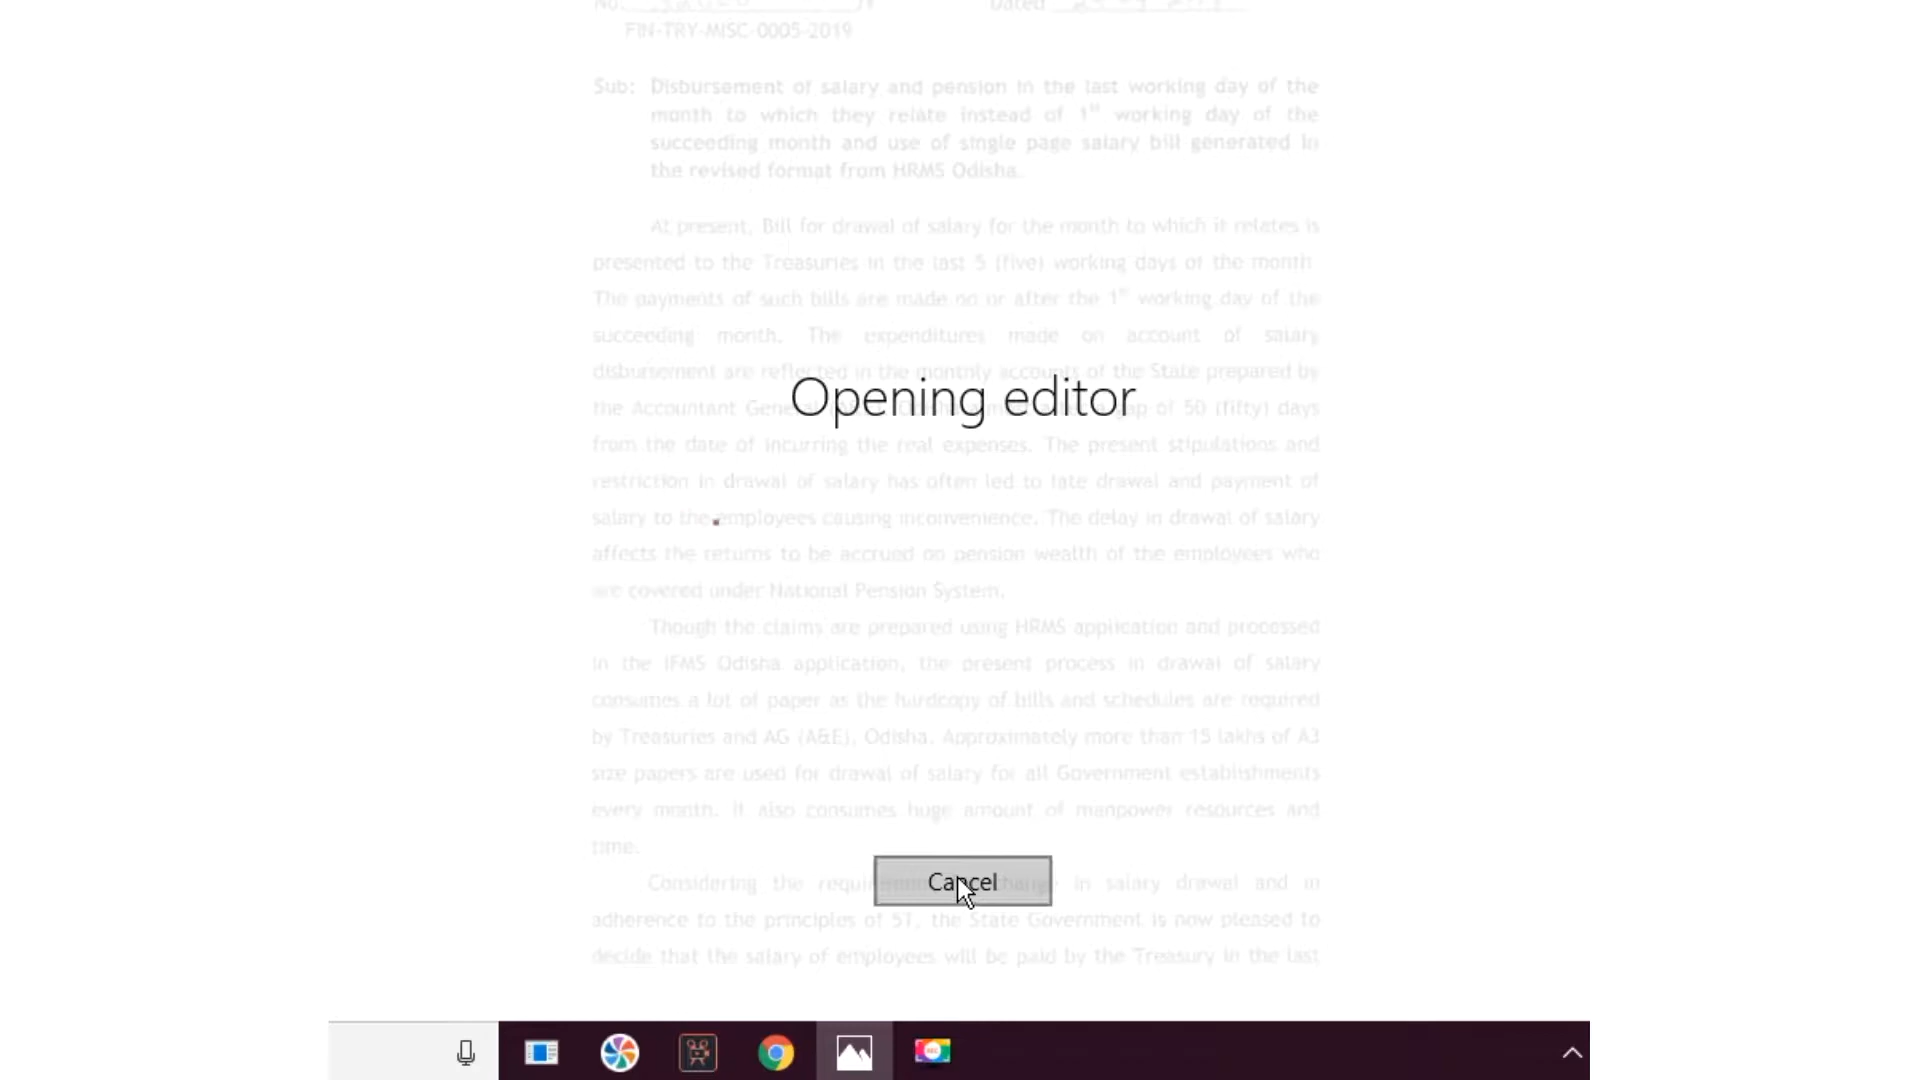 No.
Dated
FIN-TRY-MISC-0005-2019
Sub: Disbursement of salary and pension in the last working day of the
month to which they relate instead of 1st working day of the
succeeding month and use of single page salary bill generated in
the revised format from HRMS Odisha.
At present, Bill for drawal of salary for the month to which it relates is
presented to the Treasuries in the last 5 (five) working days of the month
The payments of such bills are made on or after the 1st working day of the
succeeding month. The expenditures made on account of salary
disbursement are reflected in the monthly accounts of the State prepared by
Opening editor
the Accountant General gap of 50 (fifty) days
from the date of incurring the real expenses. The present stipulations and
restriction in drawal of salary has often led to late drawal and payment of
salary to the employees causing inconvenience. The delay in drawal of salary
affects the returns to be accrued on pension wealth of the employees who
are covered under National Pension System.
Though the claims are prepared using HRMS application and processed
in the IFMS Odisha application, the present process in drawal of salary
consumes a lot of paper as the hardcopy of bills and schedules are required
by Treasuries and AG (A&E), Odisha. Approximately more than 15 lakhs of A3
size papers are used for drawal of salary for all Government establishments
every month. It also consumes huge amount of manpower resources and
time.
Considering the change in salary drawal and in
Cancel
adherence to the principles of 5T, the State Government is now pleased to
decide that the salary of employees will be paid by the Treasury in the last
REC